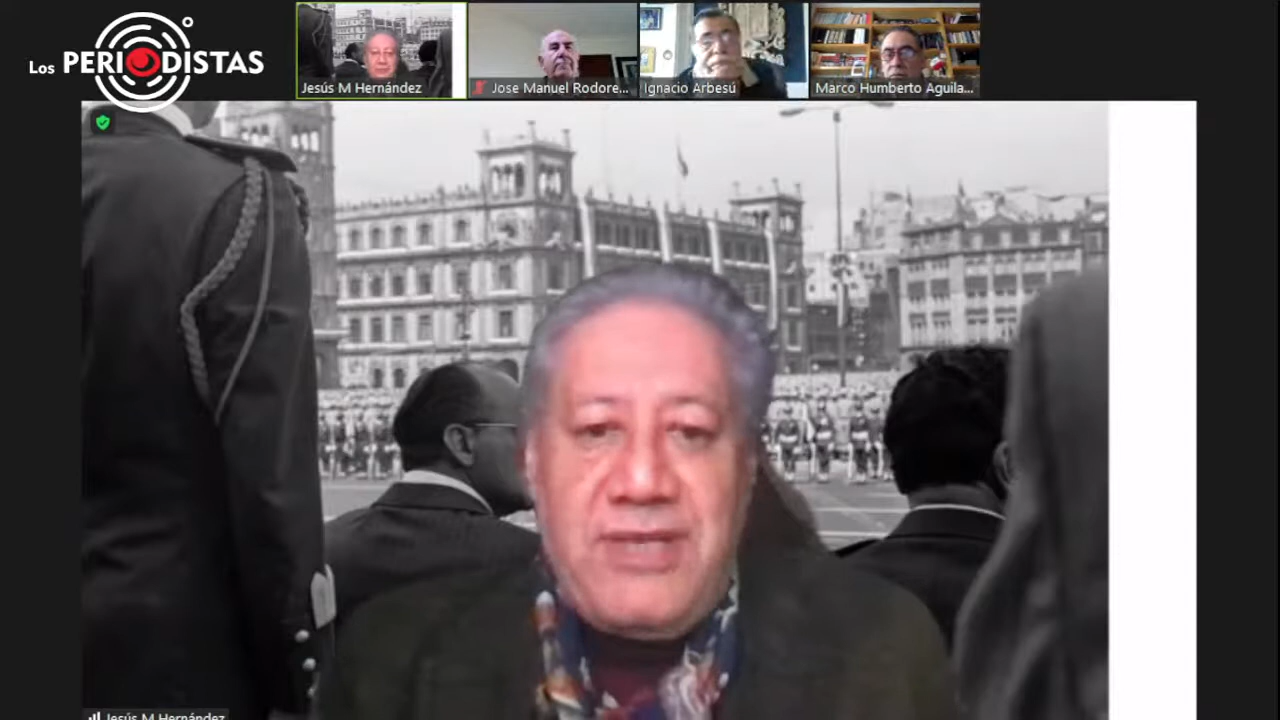 Los PERIODISTAS
Jesús M Hernández
Jose Manuel Rodore...
Ignacio Arbesú
Marco Humberto Aguila...
Jesús M Hernández